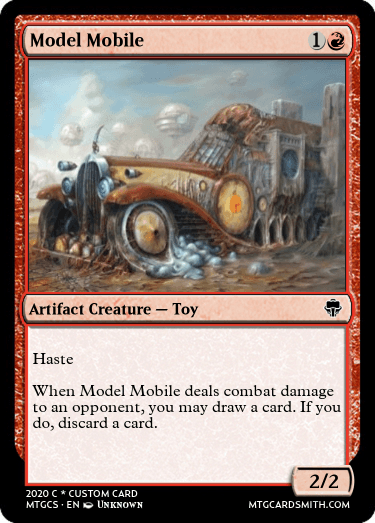 Model Mobile 1
Artifact Creature — Toy
Haste
When Model Mobile deals combat damage
to an opponent, you may draw a card. If you
do, discard a card.
2/2
2020 C * CUSTOM CARD
MTGCS · EN Unknown
MTGCARDSMITH.COM